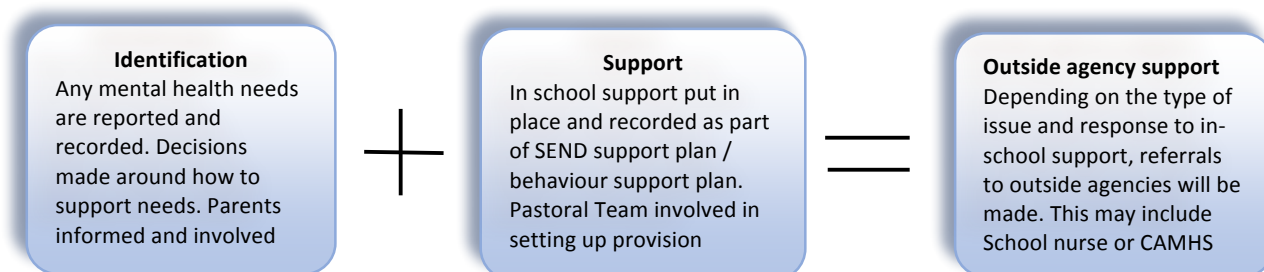 Identification
Any mental health needs
are reported and
recorded. Decisions
made around how to
support needs. Parents
informed and involved
Support
In school support put in
place and recorded as part
of SEND support plan /
behaviour support plan.
Pastoral Team involved in
setting up provision
Outside agency support
Depending on the type of
issue and response to in-
school support, referrals
to outside agencies will be
made. This may include
School nurse or CAMHS